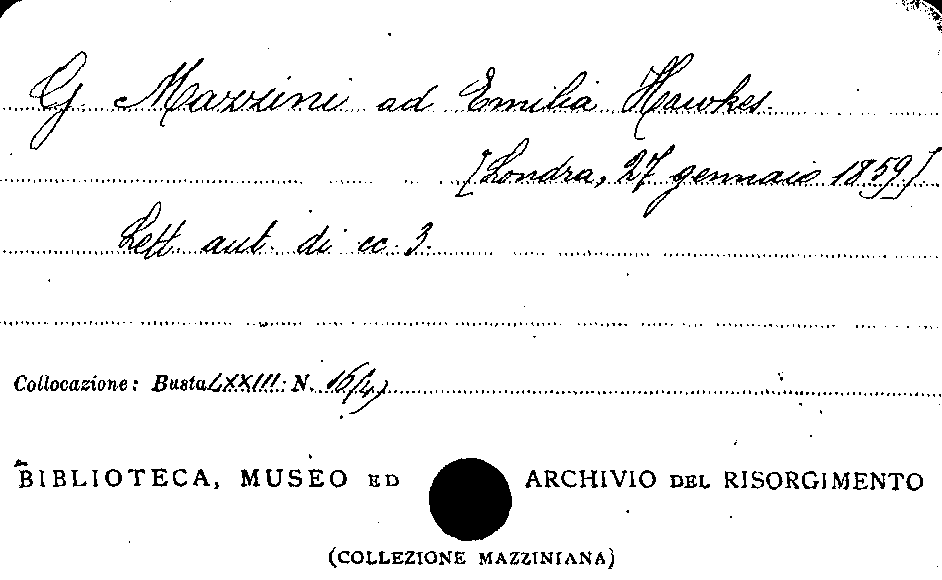 G. Mazzini ad Emilia Hawkes.
[Londra, 27 gennaio 1859]
Lett. aut. di cc. 3.
Collocazione: Busta LXXIII N. 16(4)
BIBLIOTECA, MUSEO ED ARCHIVIO DEL RISORGIMENTO
(COLLEZIONE MAZZINIANA)